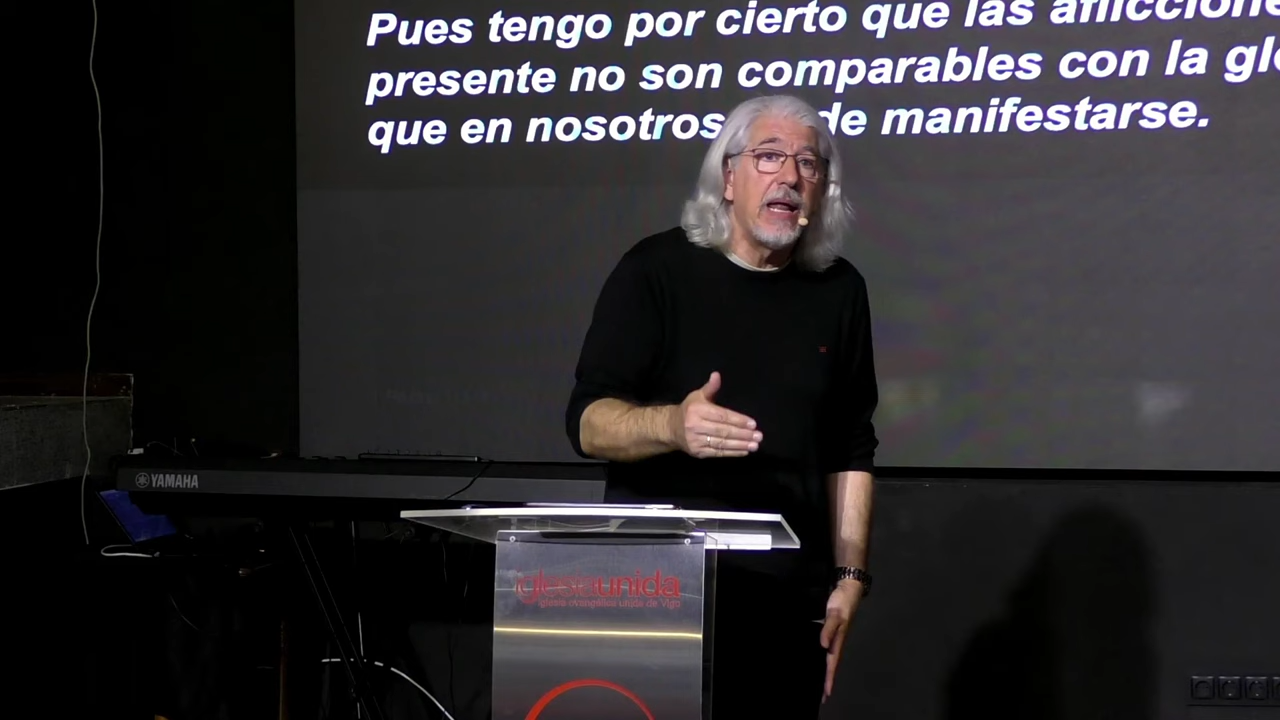 Pues tengo por cierto que las
presente no son comparables con la
que en nosotros de manifestarse.
YAMAHA
iglesiaunida
iglesia evangélica unida de Vigo